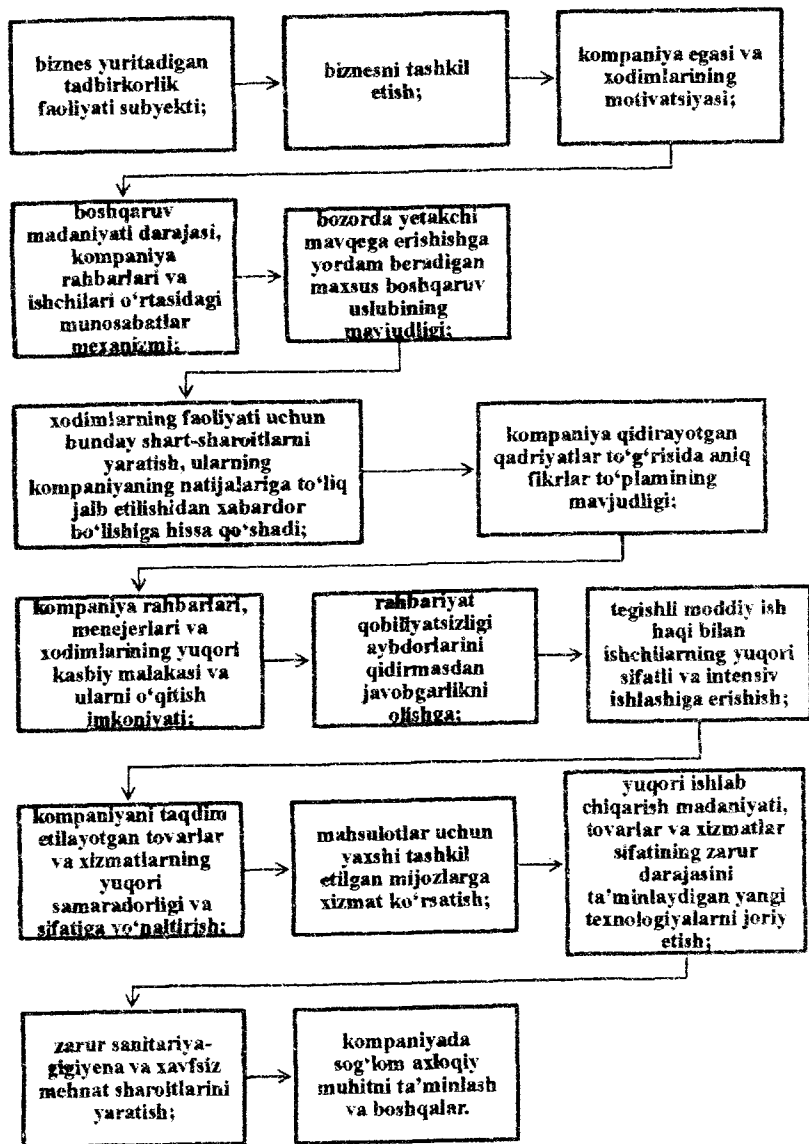 biznes yuritadigan
tadbirkorlik
faoliyati subyekti;
biznesni tashkil
etish;
kompaniya egasi va
xodimlarining
motivatsiyasi;
boshqaruv
madaniyati darajasi,
kompaniya
rahbarlari va
ishchilari o‘rtasidagi
munosabatlar
mexanizmi;
bozorda yetakchi
mavqega erishishga
yordam beradigan
maxsus boshqaruv
uslubining
mavjudligi;
xodimlarning faoliyati uchun
bunday shart-sharoitlarni
yaratish, ularning
kompaniyaning natijalariga to‘liq
jalb etilishidan xabardor
bo‘lishiga hissa qo‘shadi;
kompaniya qidirayotgan
qadriyatlar to‘g‘risida aniq
fikrlar to‘plamining
mavjudligi;
kompaniya rahbarlari,
menejerlari va
xodimlarining yuqori
kasbiy malakasi va
ularni o‘qitish
imkoniyati;
rahbariyat
qobiliyatsizligi
aybdorlarini
qidirmasdan
javobgarlikni
olishga;
tegishli moddiy ish
haqi bilan
ishchilarning yuqori
sifatli va intensiv
ishlashiga erishish;
kompaniyani taqdim
etilayotgan tovarlar
va xizmatlarning
yuqori
samaradorligi va
sifatiga yo‘naltirish;
mahsulotlar uchun
yaxshi tashkil
etilgan mijozlarga
xizmat ko‘rsatish;
yuqori ishlab
chiqarish madaniyati,
tovarlar va xizmatlar
sifatining zarur
darajasini
ta’minlaydigan yangi
texnologiyalarni joriy
etish;
zarur sanitariya-
gigiyena va xavfsiz
mehnat sharoitlarini
yaratish;
kompaniyada
sog‘lom axloqiy
muhitni ta’minlash
va boshqalar.